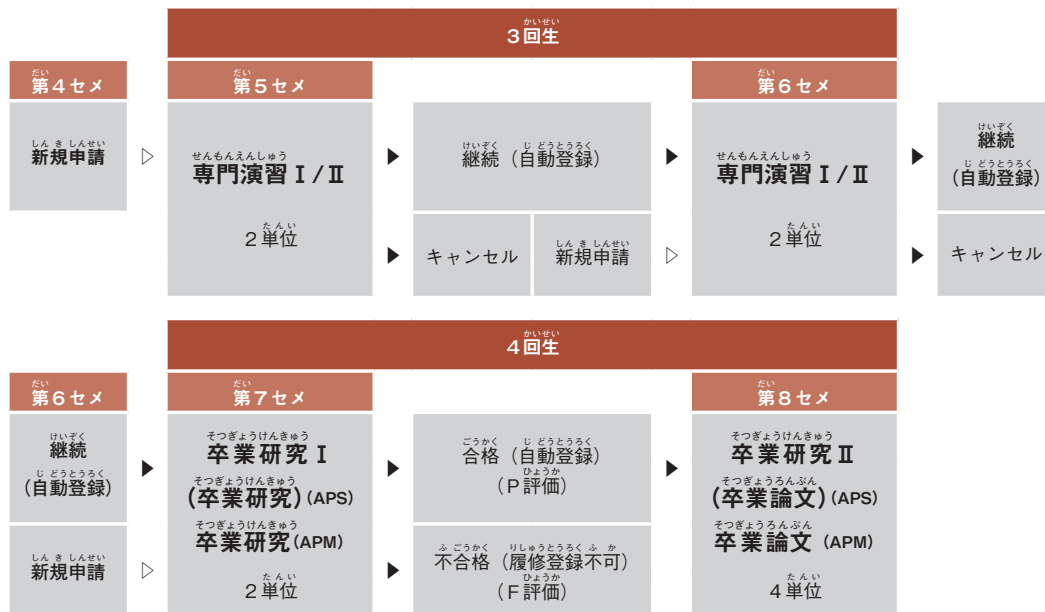 かいせい
3回生
だい
第4セメ
だい
第5セメ
だい
第6セメ
しんきしんせい
新規申請
▷
せんもんえんしゅう
専門演習Ⅰ/Ⅱ
たんい
2単位
▶
けいぞく じどうとうろく
継続（自動登録）
▶
せんもんえんしゅう
専門演習Ⅰ/Ⅱ
たんい
2単位
▶
けいぞく
継続
じどうとうろく
（自動登録）
▶
キャンセル
しんきしんせい
新規申請
▷
▶
キャンセル
かいせい
4回生
だい
第6セメ
だい
第7セメ
だい
第8セメ
けいぞく
継続
じどうとうろく
（自動登録）
▶
しんきしんせい
新規申請
▷
そつぎょうけんきゅう
卒業研究Ⅰ
そつぎょうけんきゅう
(卒業研究)(APS)
そつぎょうけんきゅう
卒業研究(APM)
たんい
2単位
▶
ごうかく じどうとうろく
合格（自動登録）
ひょうか
（P評価）
▶
▶
ふごうかく りしゅうとうろくふか
不合格（履修登録不可）
ひょうか
（F評価）
そつぎょうけんきゅう
卒業研究Ⅱ
そつぎょうろんぶん
(卒業論文)(APS)
そつぎょうろんぶん
卒業論文 (APM)
たんい
4単位